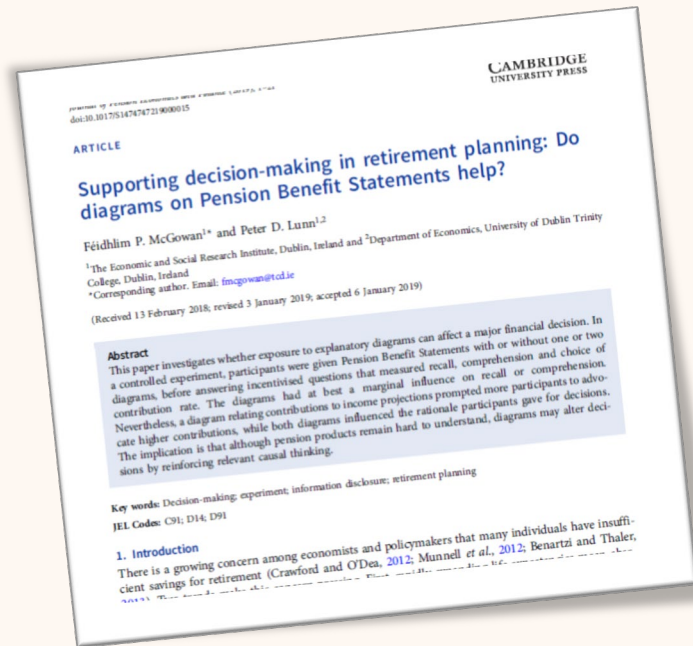 CAMBRIDGE
UNIVERSITY PRESS
doi:10.1017/S1474747219000015
ARTICLE
Supporting decision-making in retirement planning: Do
diagrams on Pension Benefit Statements help?
Féidhlim P. McGowan1* and Peter D. Lunn1,2
1The Economic and Social Research Institute, Dublin, Ireland and 2Department of Economics, University of Dublin Trinity
College, Dublin, Ireland
*Corresponding author. Email: fmcgowan@tcd.ie
(Received 13 February 2018; revised 3 January 2019; accepted 6 January 2019)
Abstract
This paper investigates whether exposure to explanatory diagrams can affect a major financial decision. In
a controlled experiment, participants were given Pension Benefit Statements with or without one or two
diagrams, before answering incentivised questions that measured recall, comprehension and choice of
contribution rate. The diagrams had at best a marginal influence on recall or comprehension.
Nevertheless, a diagram relating contributions to income projections prompted more participants to advo-
cate higher contributions, while both diagrams influenced the rationale participants gave for decisions.
The implication is that although pension products remain hard to understand, diagrams may alter deci-
sions by reinforcing relevant causal thinking.
Key words: Decision-making; experiment; information disclosure; retirement planning
JEL Codes: C91; D14; D91
1. Introduction
There is a growing concern among economists and policymakers that many individuals have insuffi-
cient savings for retirement (Crawford and O'Dea, 2012; Munnell et al., 2012; Benartzi and Thaler,